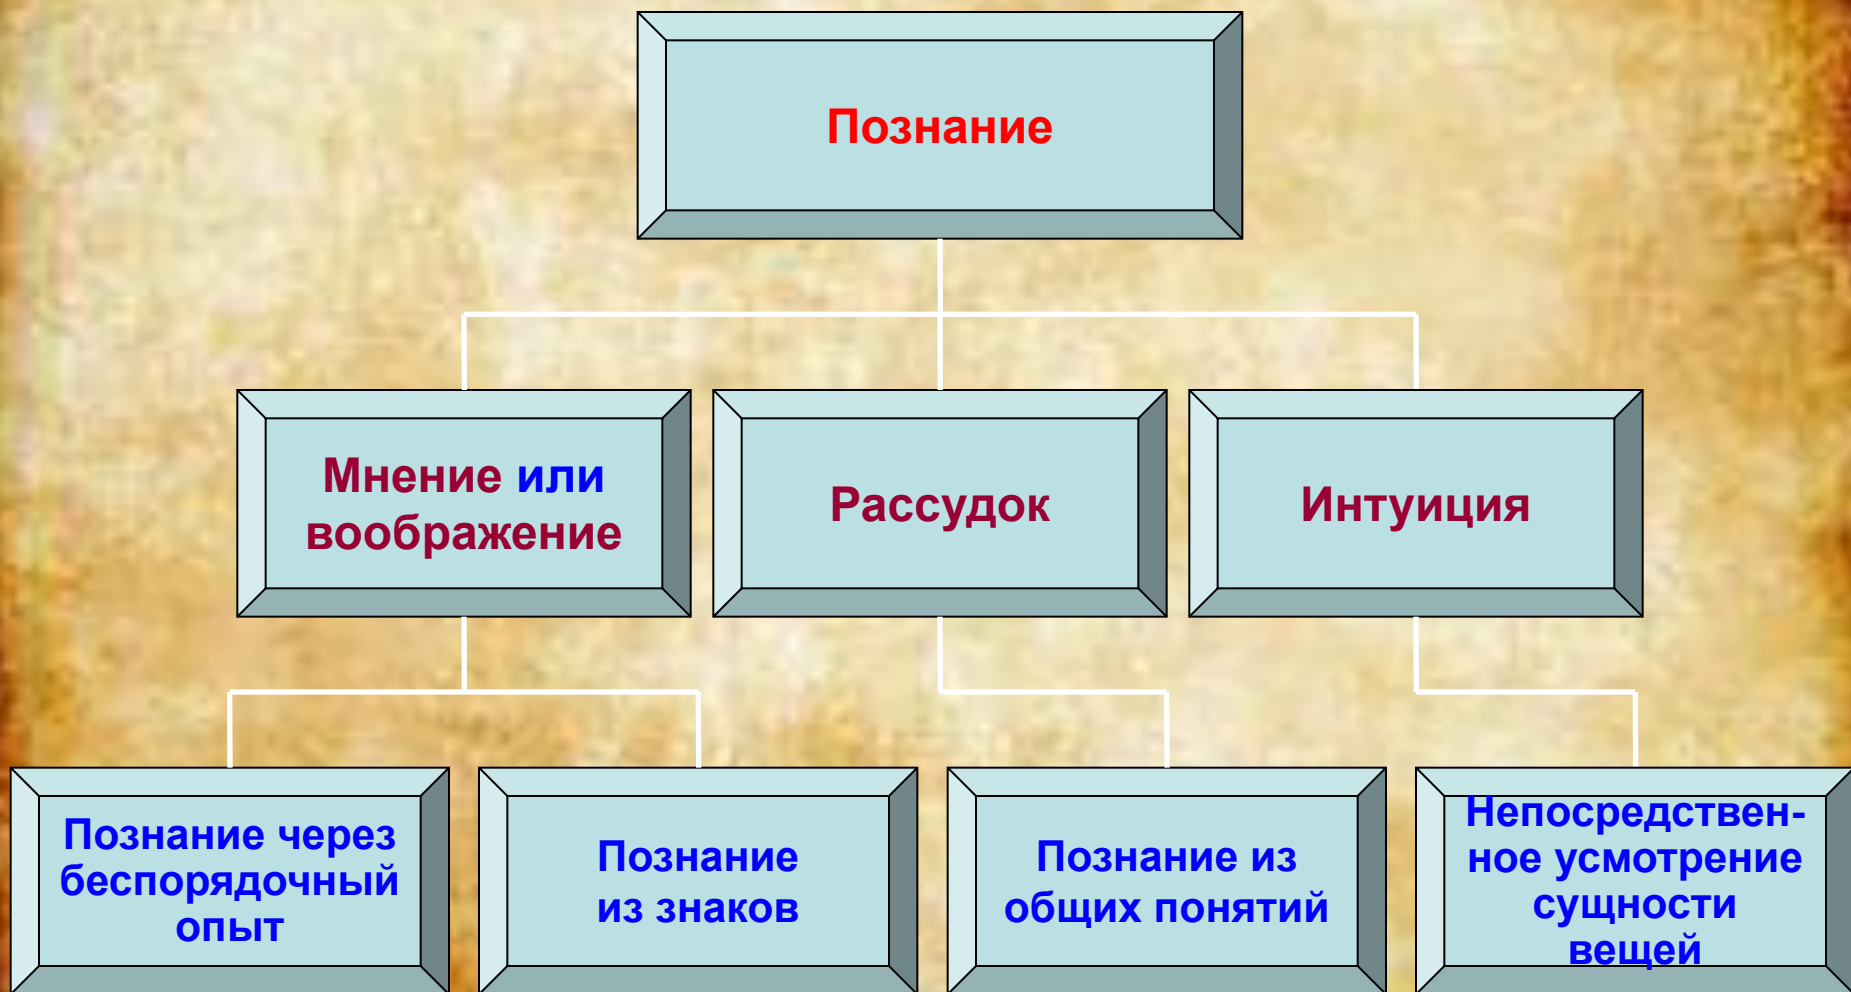 Познание
Мнение или
воображение
Рассудок
Интуиция
Познание через
беспорядочный
опыт
Познание
из знаков
Познание из
общих понятий
Непосредствен-
ное усмотрение
сущности
вещей